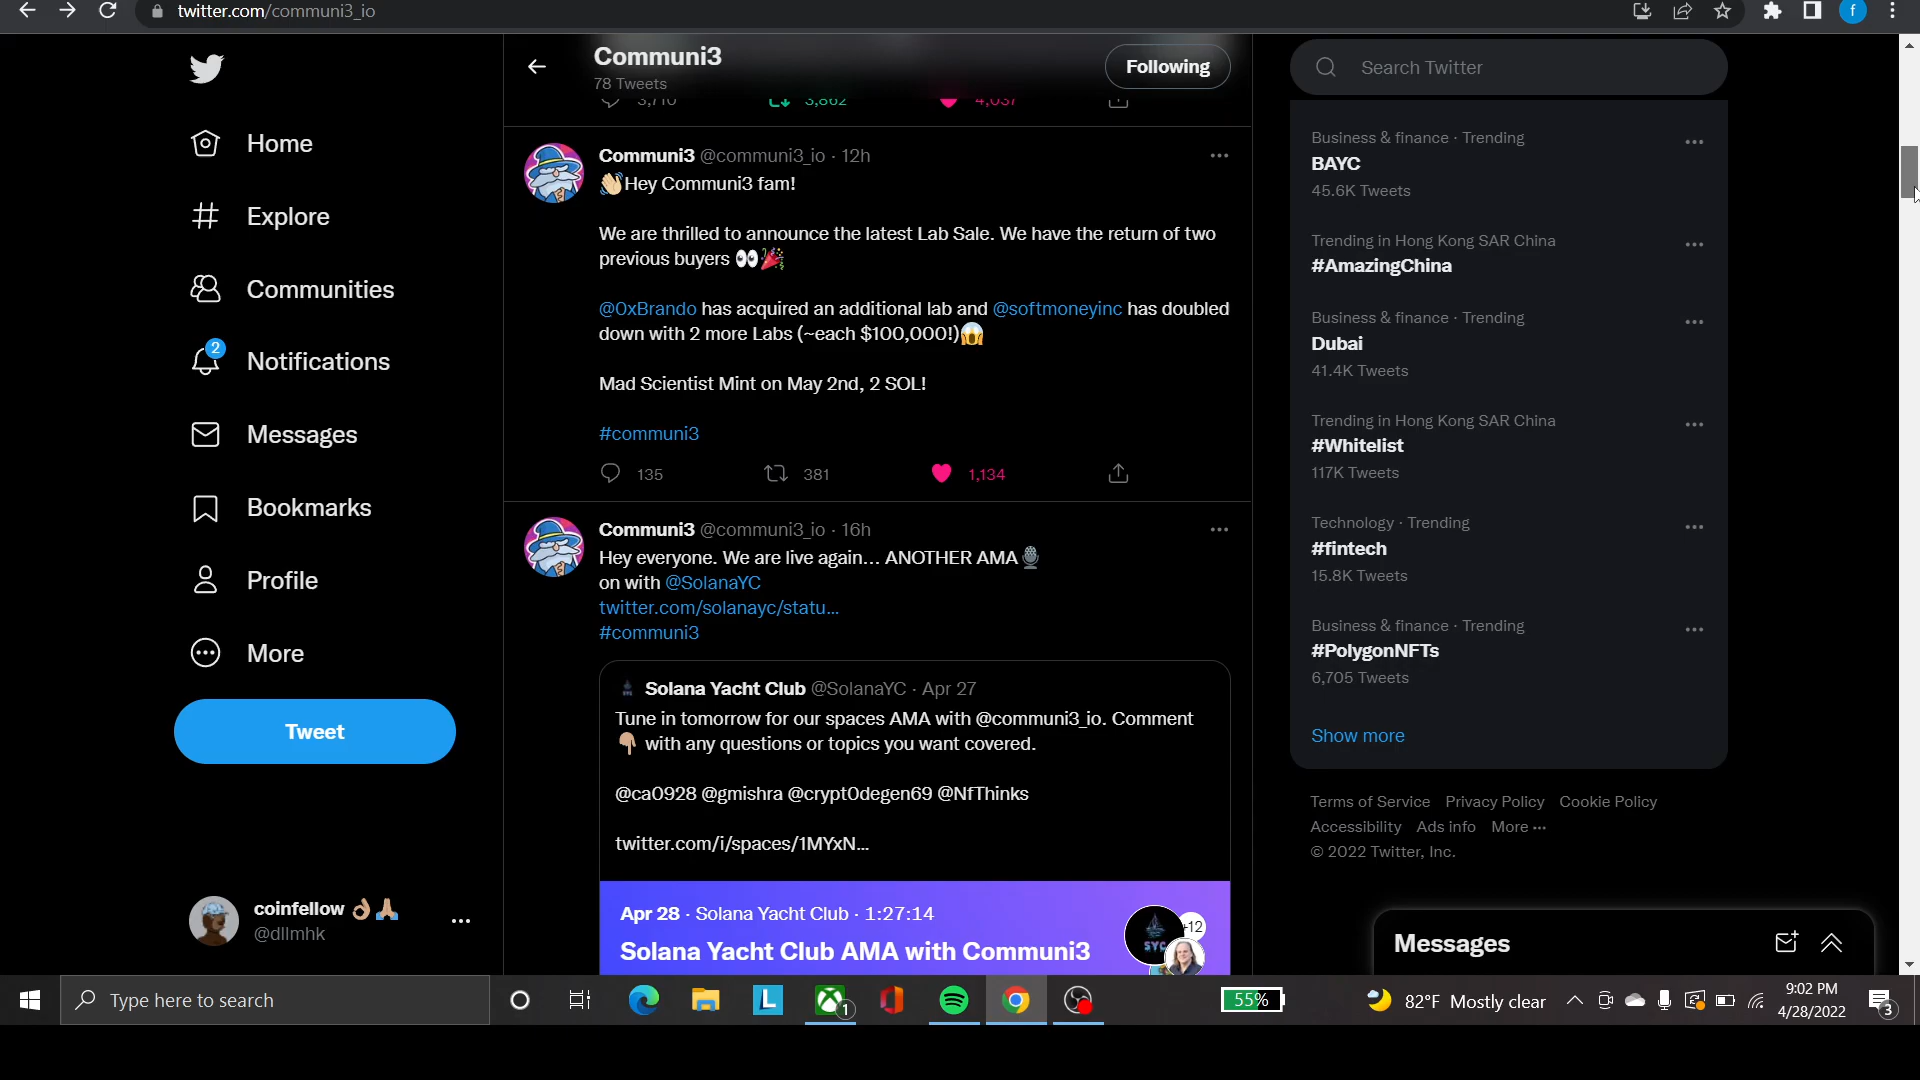 twitter.com/communi3_io
f
Communi3
78 Tweets
Following
Search Twitter
3,710 3,862 4,037
Home
Explore
Communities
2
Notifications
Messages
Bookmarks
Profile
More
Tweet
coinfellow 👌🏼🙏🏼
@dllmhk
Communi3 @communi3_io · 12h
👋🏻Hey Communi3 fam!
We are thrilled to announce the latest Lab Sale. We have the return of two
previous buyers 👀🎉
@0xBrando has acquired an additional lab and @softmoneyinc has doubled
down with 2 more Labs (~each $100,000!)😱
Mad Scientist Mint on May 2nd, 2 SOL!
#communi3
135 381 1,134
Communi3 @communi3_io · 16h
Hey everyone. We are live again... ANOTHER AMA🎙
on with @SolanaYC
twitter.com/solanayc/statu...
#communi3
Solana Yacht Club @SolanaYC · Apr 27
Tune in tomorrow for our spaces AMA with @communi3_io. Comment
👇🏼 with any questions or topics you want covered.
@ca0928 @gmishra @crypt0degen69 @NfThinks
twitter.com/i/spaces/1MYxN...
Apr 28 · Solana Yacht Club · 1:27:14
Solana Yacht Club AMA with Communi3
SYC
+12
Business & finance · Trending
BAYC
45.6K Tweets
Trending in Hong Kong SAR China
#AmazingChina
Business & finance · Trending
Dubai
41.4K Tweets
Trending in Hong Kong SAR China
#Whitelist
117K Tweets
Technology · Trending
#fintech
15.8K Tweets
Business & finance · Trending
#PolygonNFTs
6,705 Tweets
Show more
Terms of Service Privacy Policy Cookie Policy
Accessibility Ads info More ···
© 2022 Twitter, Inc.
Messages
Type here to search
L
1
55%
82°F Mostly clear
9:02 PM
4/28/2022
3